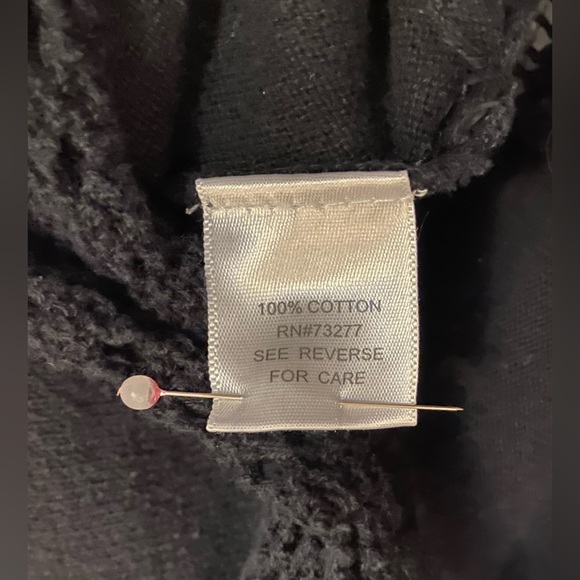 100% COTTON
RN#73277
SEE REVERSE
FOR CARE